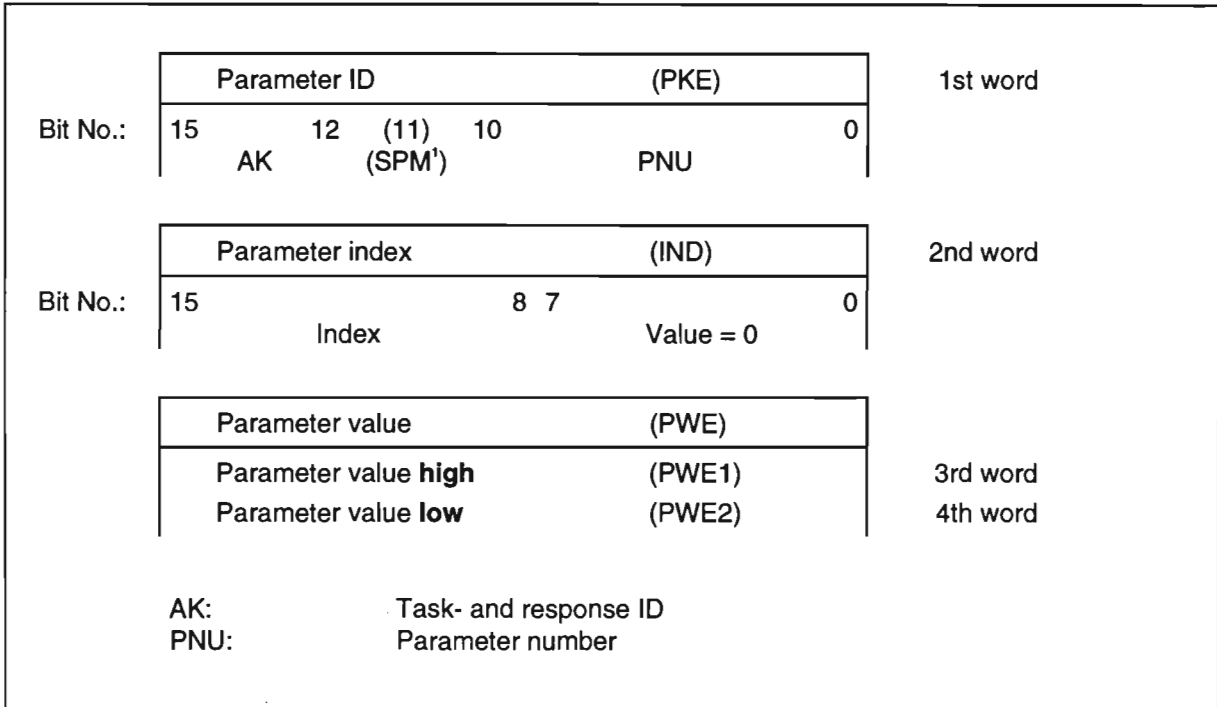 Parameter ID (PKE) 1st word
Bit No.: 15 12 (11) 10 0
AK (SPM¹) PNU
Parameter index (IND) 2nd word
Bit No.: 15 8 7 0
Index Value = 0
Parameter value (PWE)
Parameter value high (PWE1) 3rd word
Parameter value low (PWE2) 4th word
AK: Task- and response ID
PNU: Parameter number